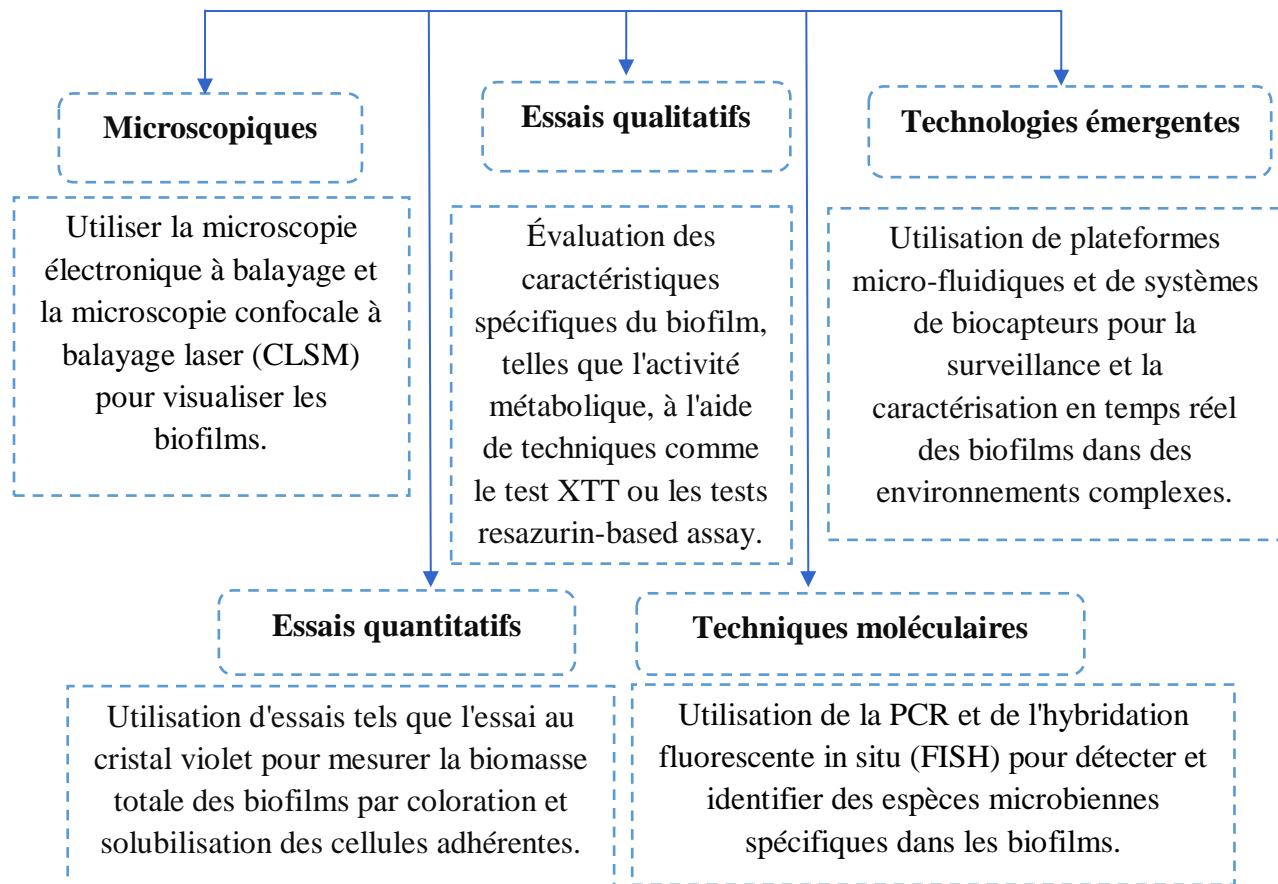 Microscopiques
Utiliser la microscopie
électronique à balayage et
la microscopie confocale à
balayage laser (CLSM)
pour visualiser les
biofilms.
Essais qualitatifs
Évaluation des
caractéristiques
spécifiques du biofilm,
telles que l'activité
métabolique, à l'aide
de techniques comme
le test XTT ou les tests
resazurin-based assay.
Technologies émergentes
Utilisation de plateformes
micro-fluidiques et de systèmes
de biocapteurs pour la
surveillance et la
caractérisation en temps réel
des biofilms dans des
environnements complexes.
Essais quantitatifs
Utilisation d'essais tels que l'essai au
cristal violet pour mesurer la biomasse
totale des biofilms par coloration et
solubilisation des cellules adhérentes.
Techniques moléculaires
Utilisation de la PCR et de l'hybridation
fluorescente in situ (FISH) pour détecter et
identifier des espèces microbiennes
spécifiques dans les biofilms.